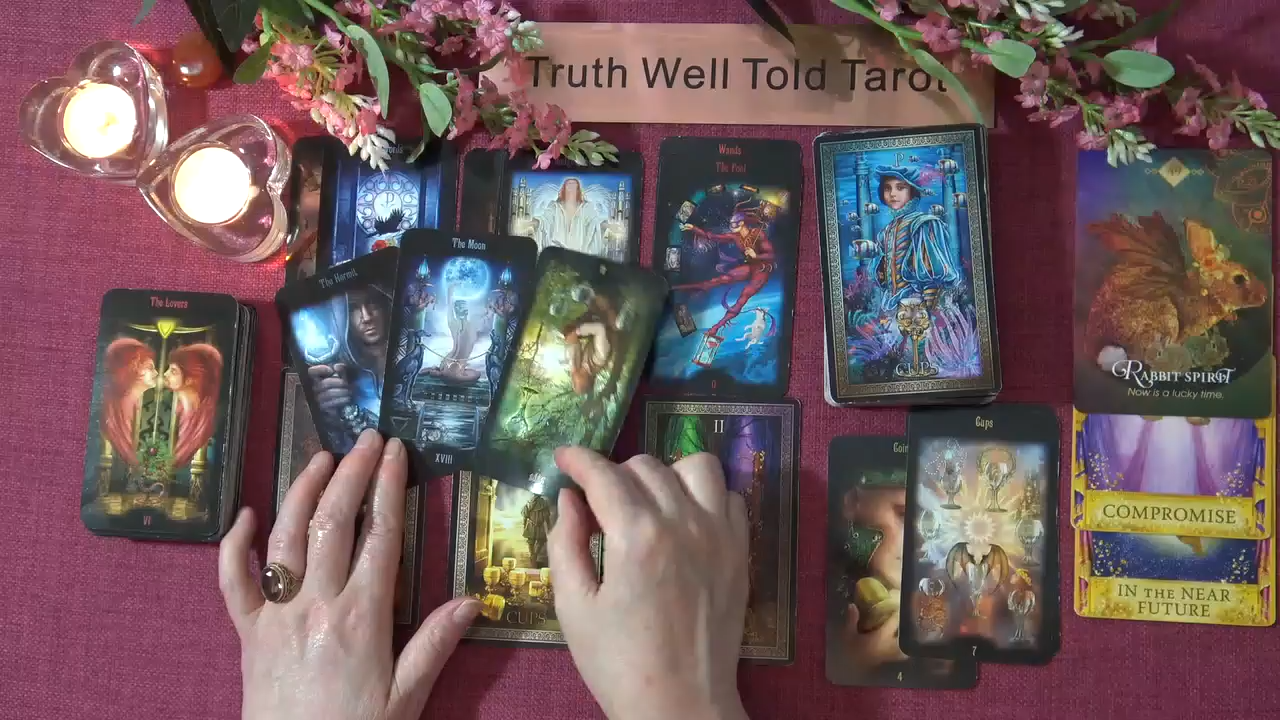 Truth Well Told Tarot
Wands
The Fool
0
P
CUPS
RABBIT SPIRIT
Now is a lucky time.
COMPROMISE
IN THE NEAR
FUTURE
The Lovers
VI
The Hermit
The Moon
XVIII
II
CUPS
4
Cups
7